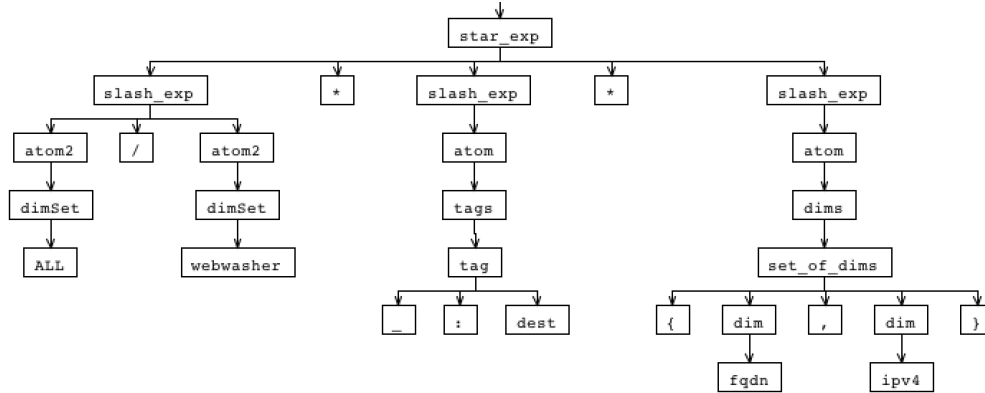 star_exp
slash_exp * slash_exp * slash_exp
atom2 / atom2 atom atom
dimSet dimSet tags dims
ALL webwasher tag set_of_dims
_ : dest { dim , dim }
fqdn ipv4